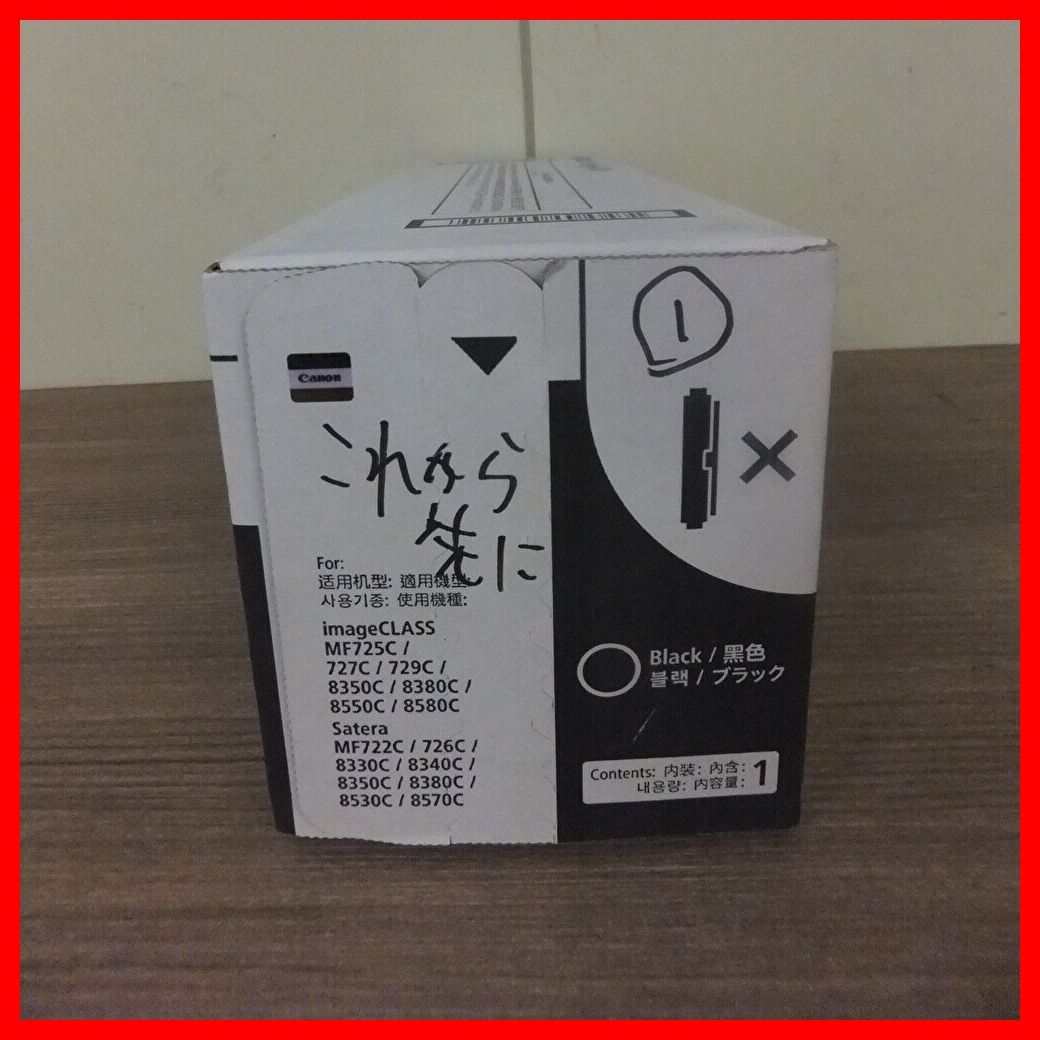 Canon
これから
先に
For:
适用机型: 適用機型:
사용기종: 使用機種:
imageCLASS
MF725C /
727C / 729C /
8350C / 8380C /
8550C / 8580C
Satera
MF722C / 726C /
8330C / 8340C /
8350C / 8380C /
8530C / 8570C
1
×
Black / 黑色
블랙 / ブラック
Contents: 内装: 內含: 1
내용량: 内容量: